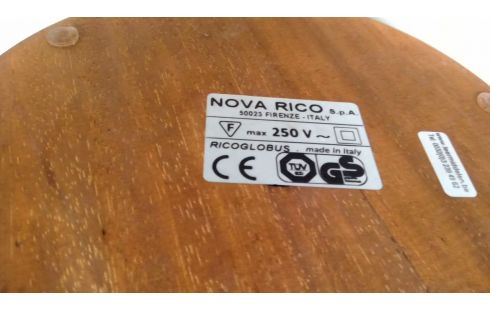 NOVA RICO S.p.A.
50023 FIRENZE - ITALY
F max 250 V ~
RICOGLOBUS made in Italy
CE TÜV GS